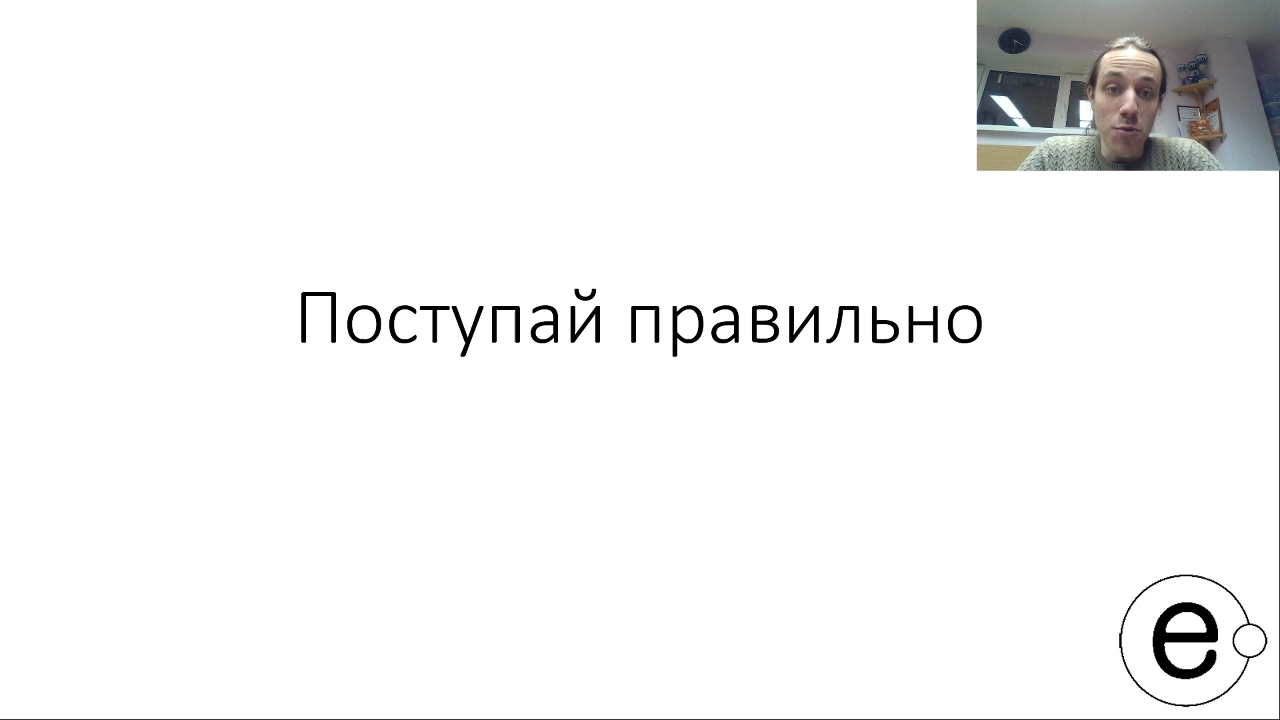 Поступай правильно
e